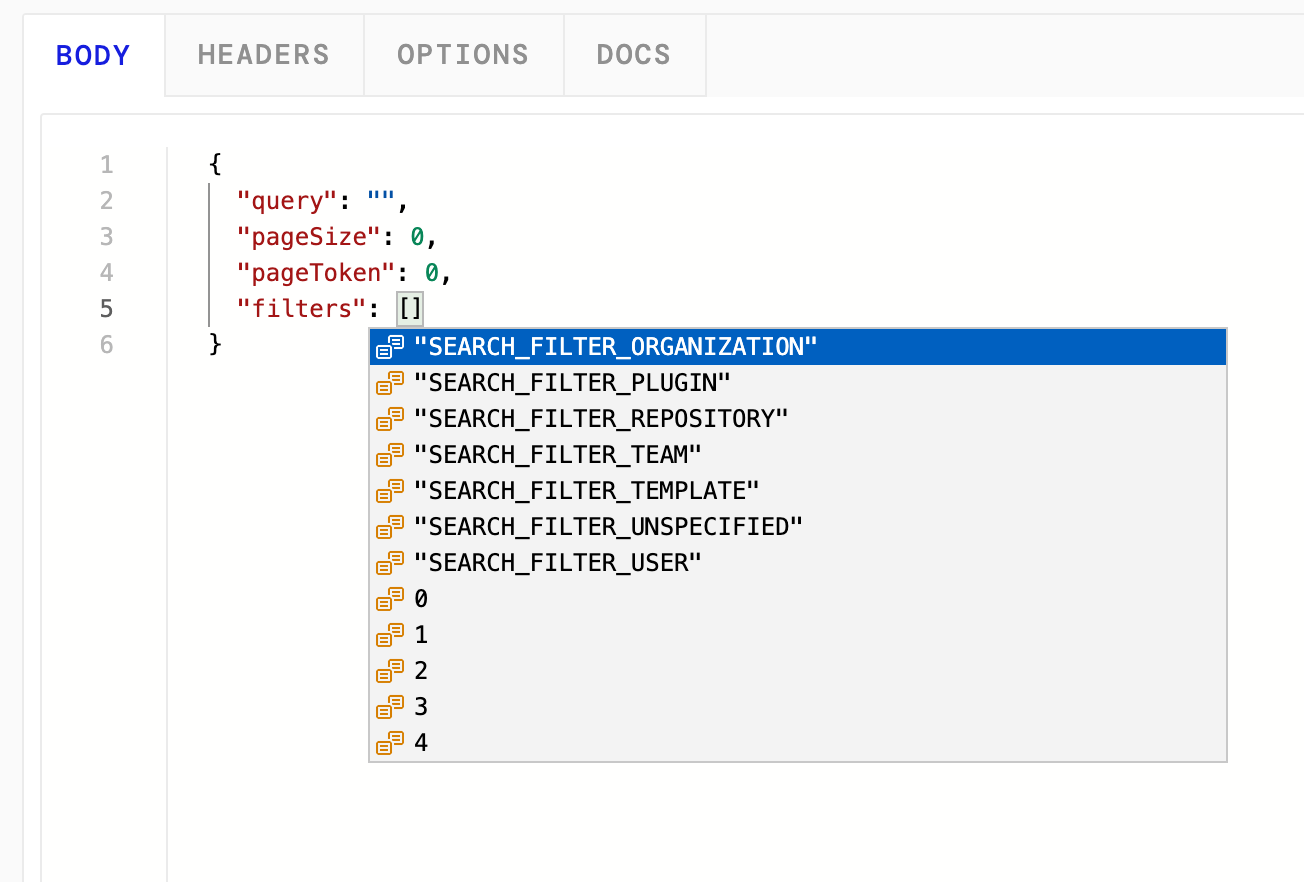 BODY HEADERS OPTIONS DOCS
1 {
2 "query": "",
3 "pageSize": 0,
4 "pageToken": 0,
5 "filters": []
6 }
"SEARCH_FILTER_ORGANIZATION"
"SEARCH_FILTER_PLUGIN"
"SEARCH_FILTER_REPOSITORY"
"SEARCH_FILTER_TEAM"
"SEARCH_FILTER_TEMPLATE"
"SEARCH_FILTER_UNSPECIFIED"
"SEARCH_FILTER_USER"
0
1
2
3
4